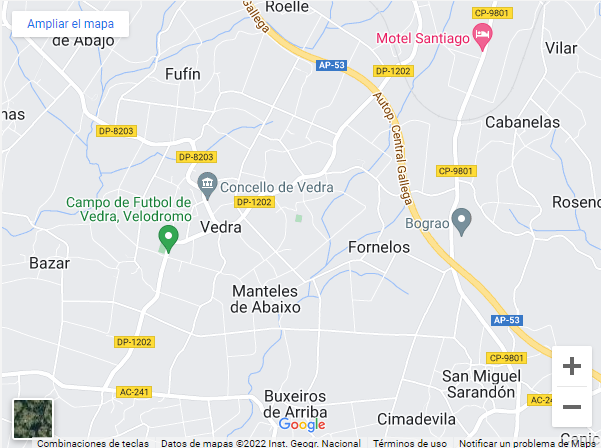 Roelle
Gallega
CP-9801
Ampliar el mapa
de Abajo
Motel Santiago
Vilar
AP-53
DP-1202
Fufín
Autop. Central Gallega
nas
Cabanelas
DP-8203
DP-8203
CP-9801
Concello de Vedra
Campo de Futbol de
Vedra, Velodromo
DP-1202
Rosend
Vedra
Bograo
Fornelos
Bazar
Manteles
de Abaixo
AP-53
DP-1202
CP-9801
San Miguel
Sarandón
AC-241
Buxeiros
de Arriba
AC-241
Cimadevila
Google
Combinaciones de teclas
Datos de mapas ©2022 Inst. Geogr. Nacional
Términos de uso
Notificar un problema de Maps